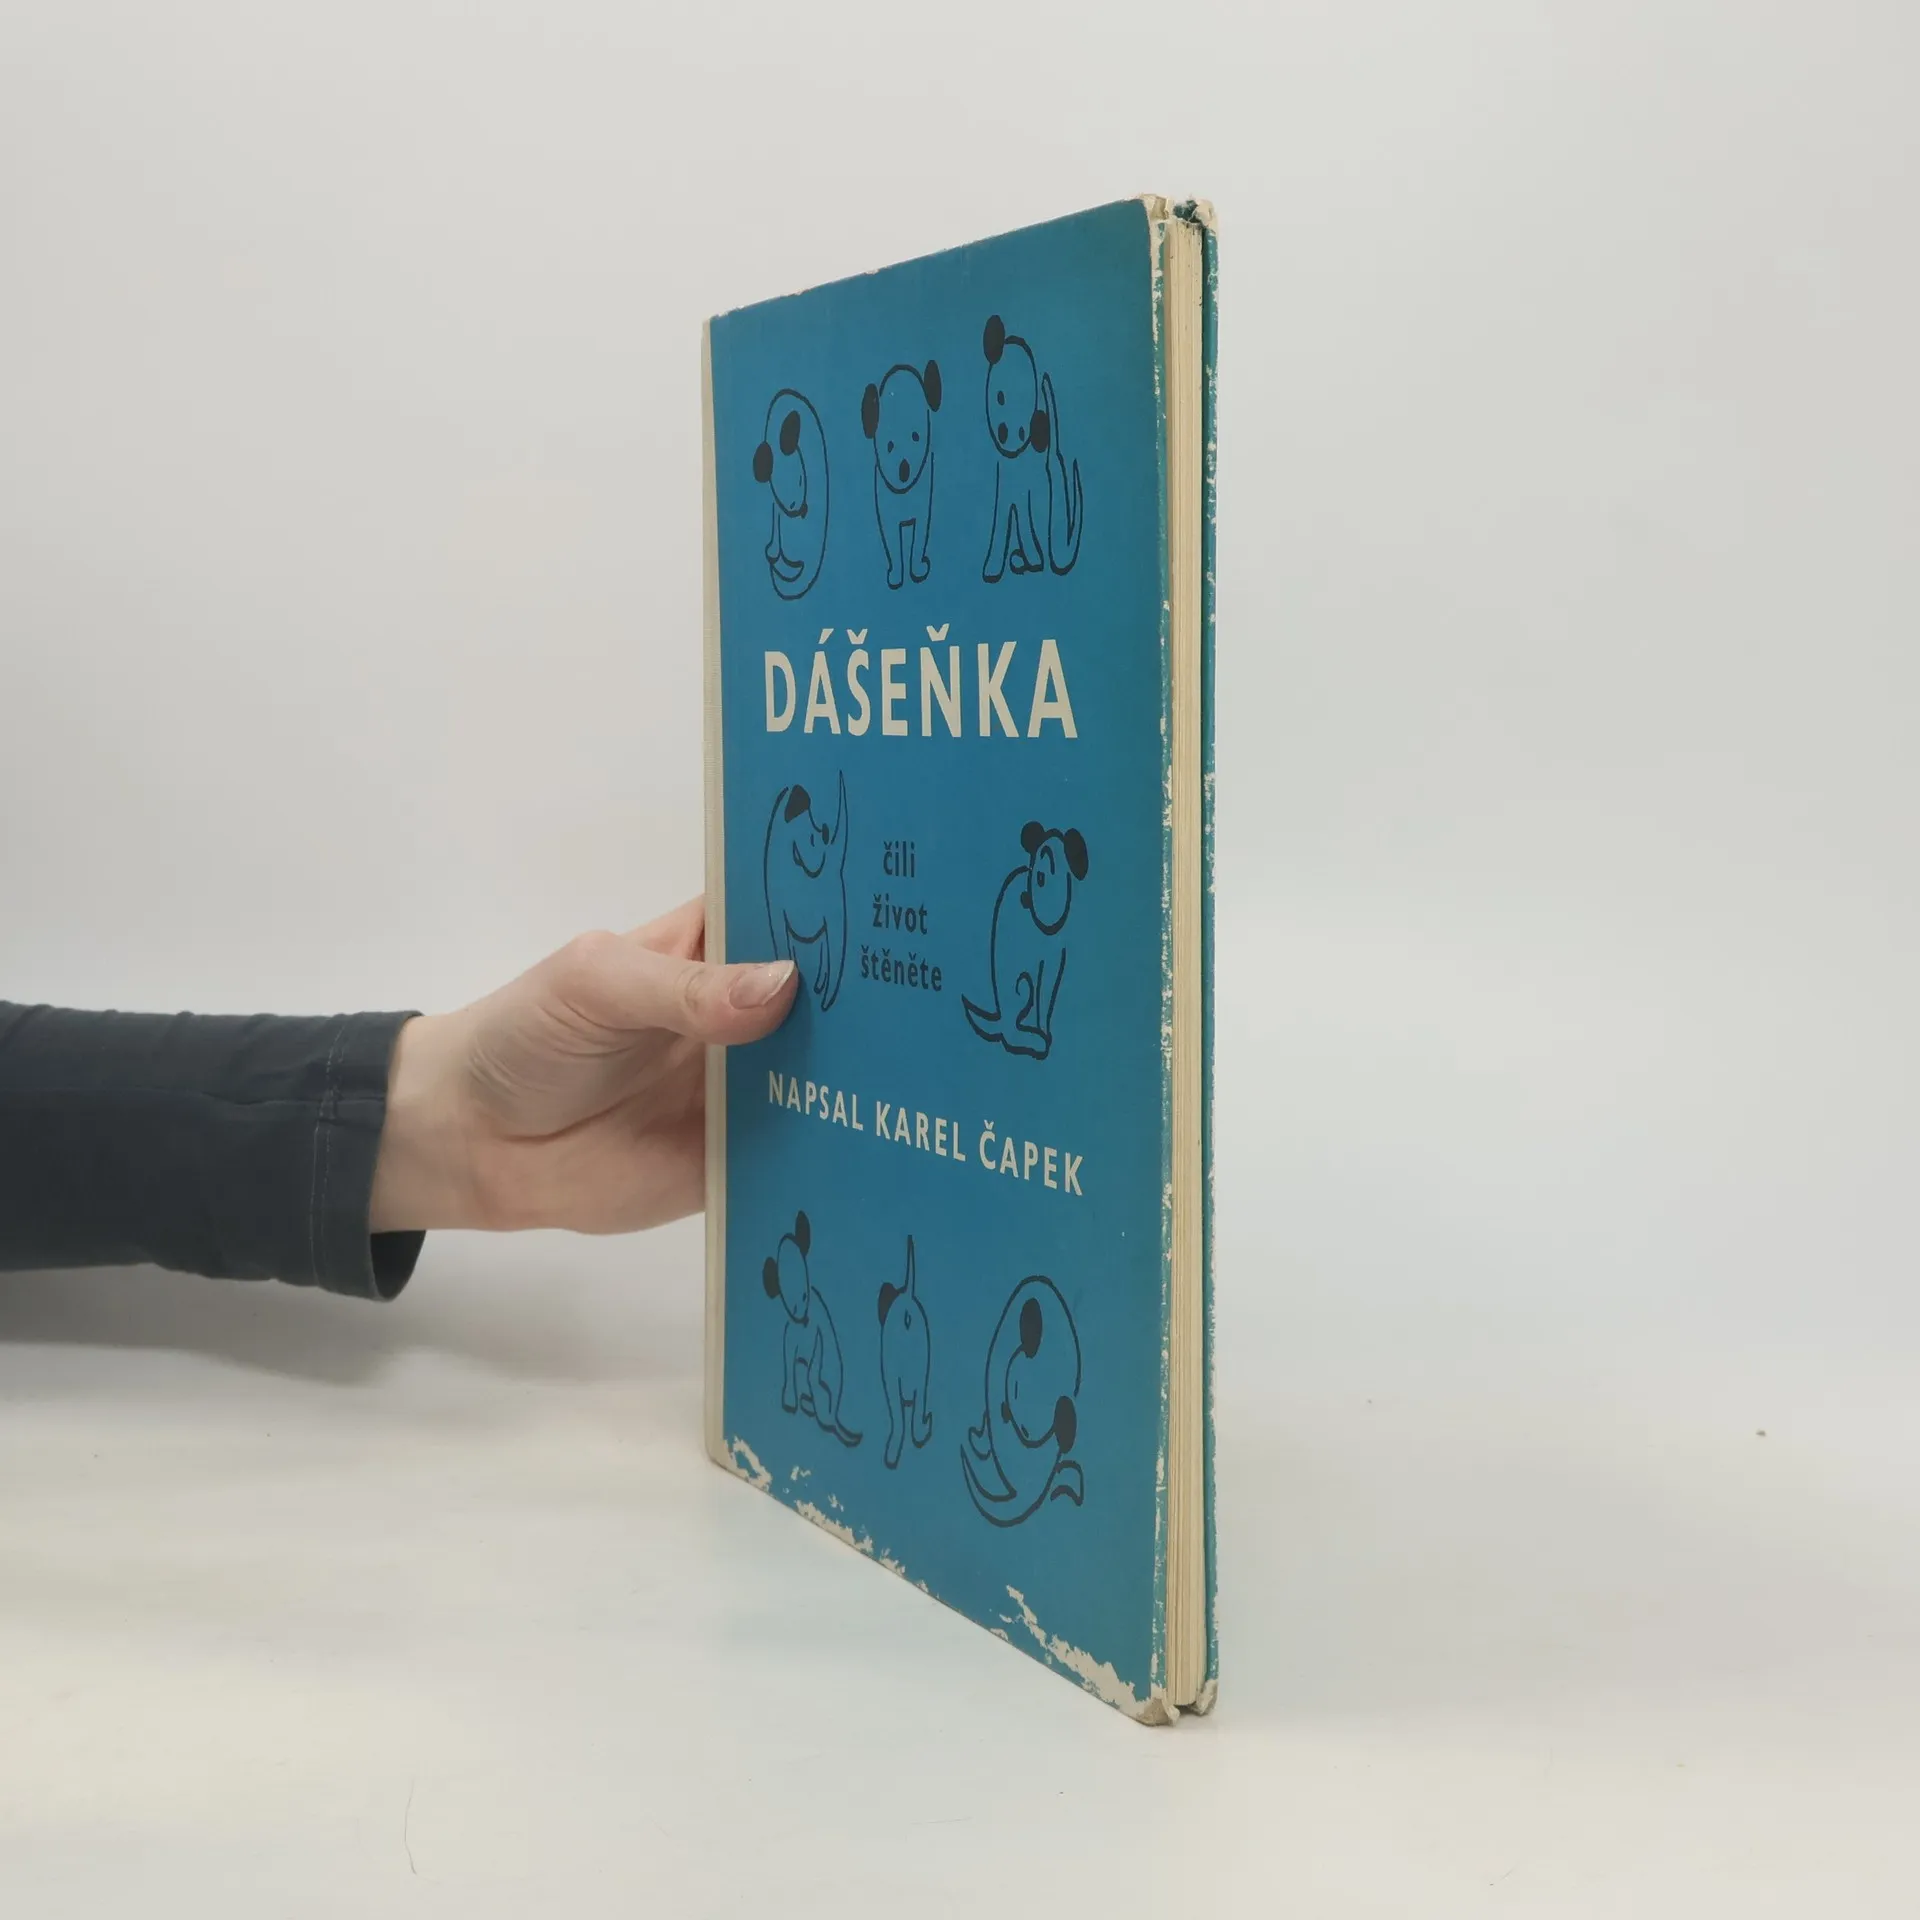 DÁŠEŇKA
čili
život
štěněte
NAPSAL KAREL ČAPEK